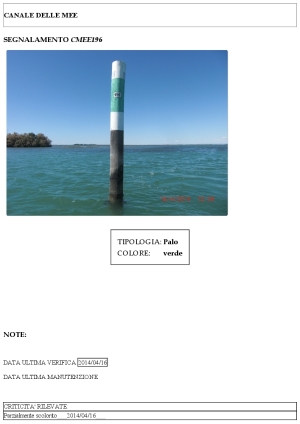 CANALE DELLE MEE
SEGNALAMENTO CMEE196
TIPOLOGIA: Palo
COLORE: verde
NOTE:
DATA ULTIMA VERIFICA 2014/04/16
DATA ULTIMA MANUTENZIONE
CRITICITA' RILEVATE
Parzialmente scolorito 2014/04/16